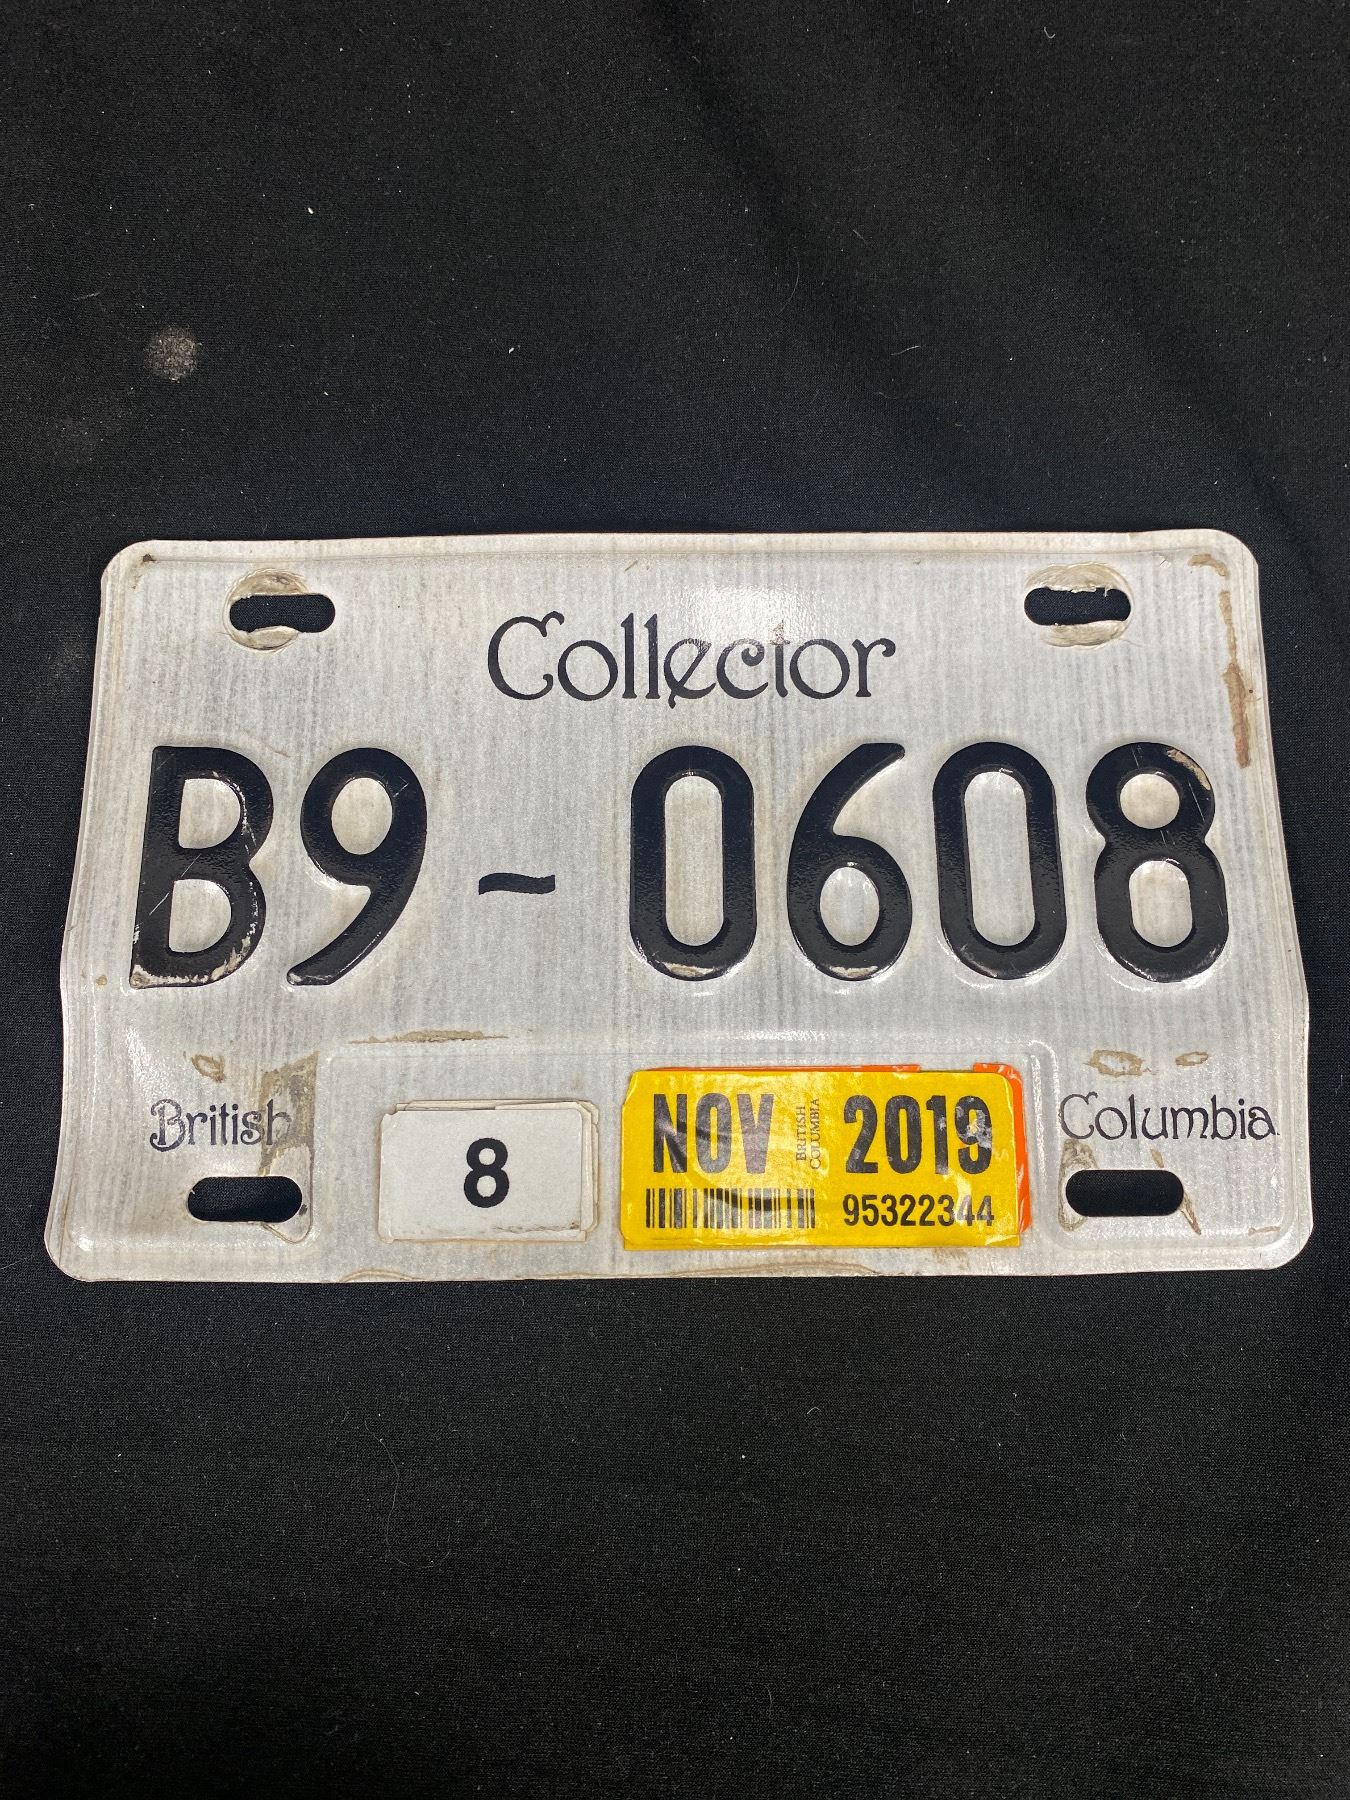 Collector
B9-0608
British
8
NOV BRITISH COLUMBIA 2019
95322344
Columbia